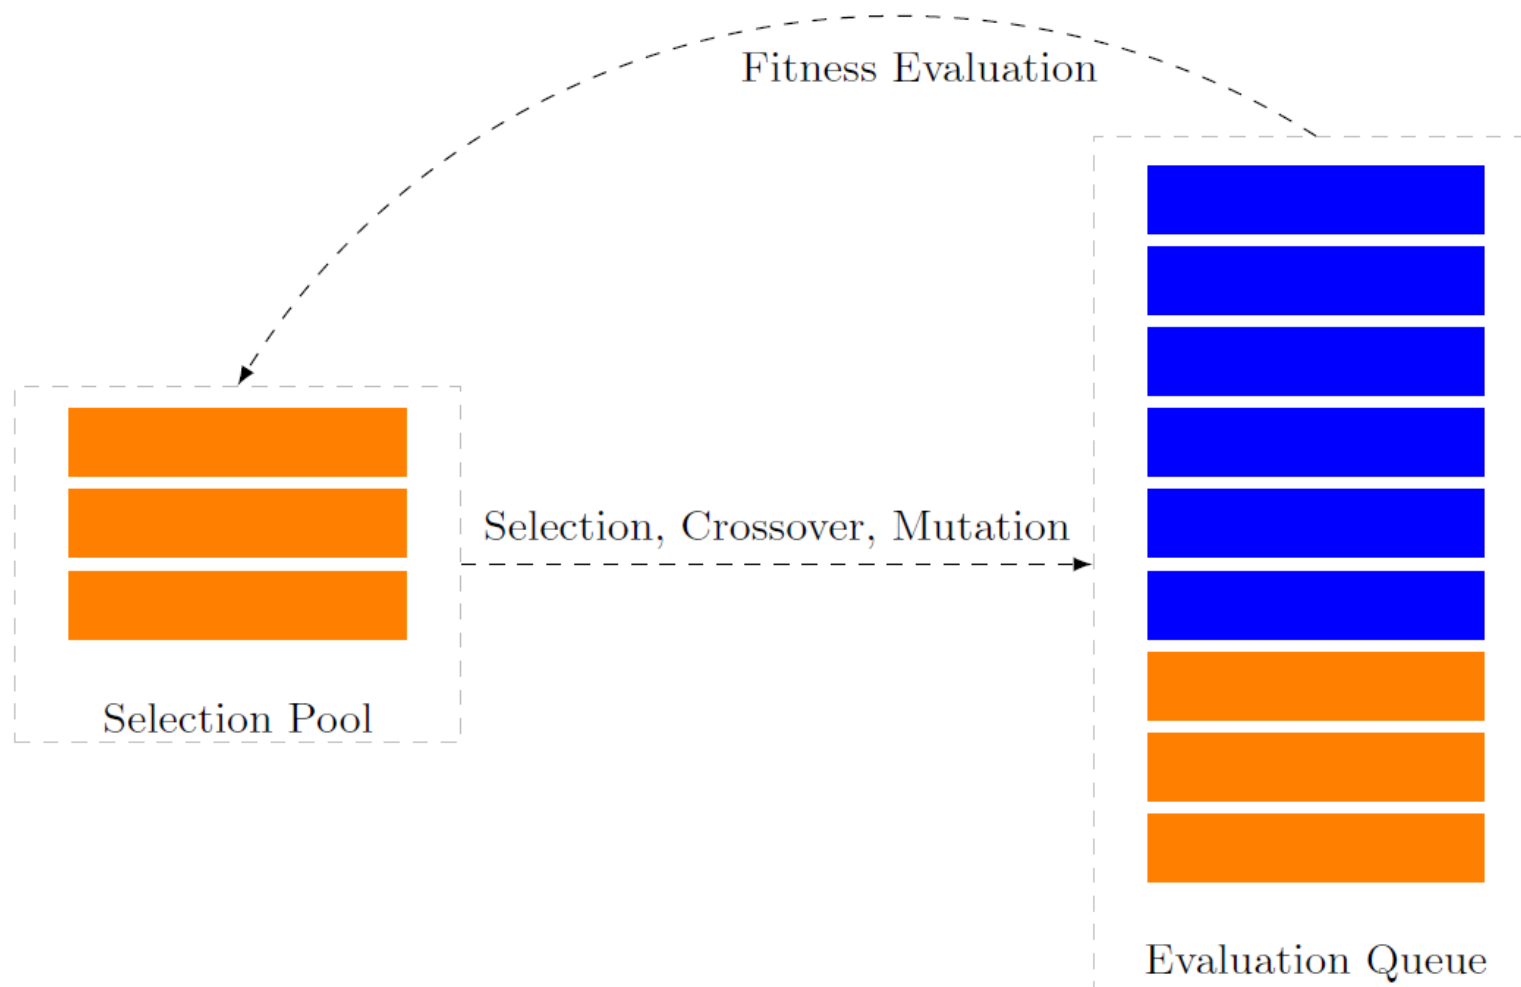 Fitness Evaluation
Selection, Crossover, Mutation
Selection Pool
Evaluation Queue